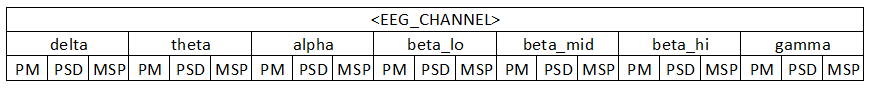 <EEG_CHANNEL>
delta theta alpha beta_lo beta_mid beta_hi gamma
PM PSD MSP PM PSD MSP PM PSD MSP PM PSD MSP PM PSD MSP PM PSD MSP PM PSD MSP